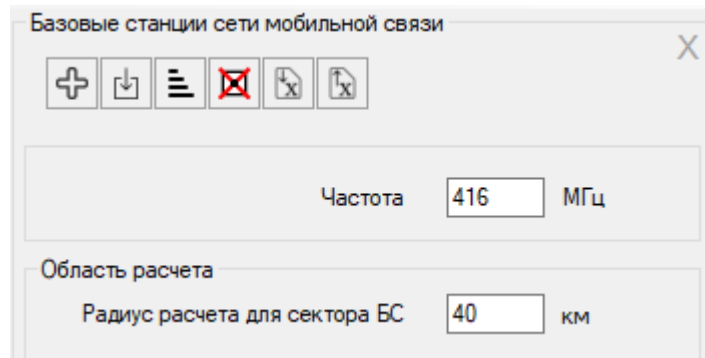 Базовые станции сети мобильной связи
X
Частота 416 МГц
Область расчета
Радиус расчета для сектора БС 40 км